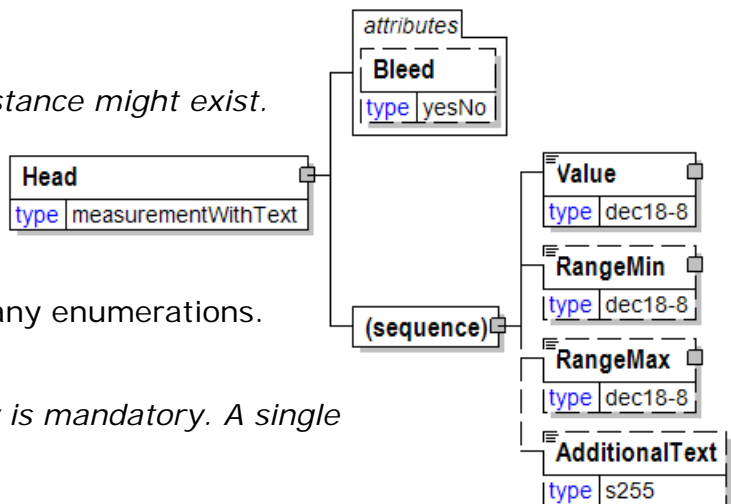 attributes
Bleed
type yesNo
stance might exist.
Head
type measurementWithText
Value
type dec18-8
RangeMin
type dec18-8
any enumerations.
(sequence)
RangeMax
type dec18-8
is mandatory. A single
AdditionalText
type s255